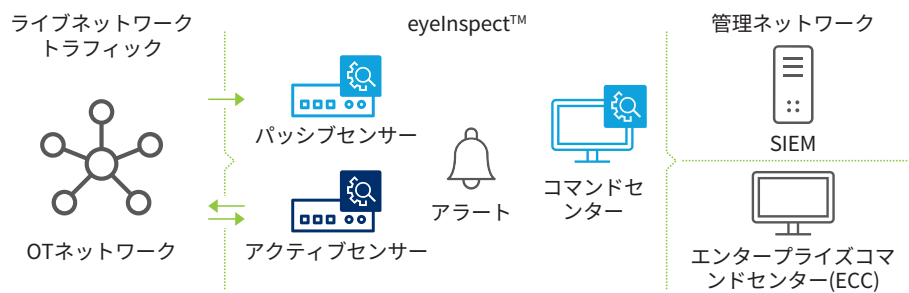 ライブネットワーク
トラフィック
OTネットワーク
eyeInspect™
パッシブセンサー
アクティブセンサー
アラート
コマンドセ
ンター
管理ネットワーク
SIEM
エンタープライズコマ
ンドセンター(ECC)